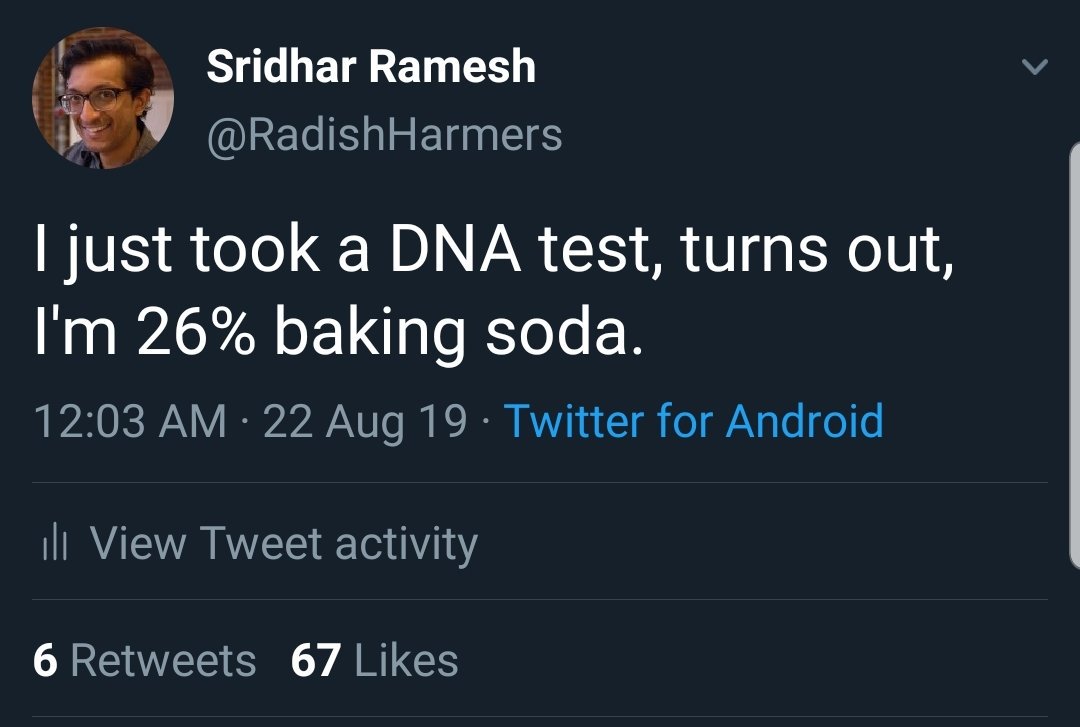 Sridhar Ramesh
@RadishHarmers
I just took a DNA test, turns out,
I'm 26% baking soda.
12:03 AM · 22 Aug 19 · Twitter for Android
View Tweet activity
6 Retweets 67 Likes